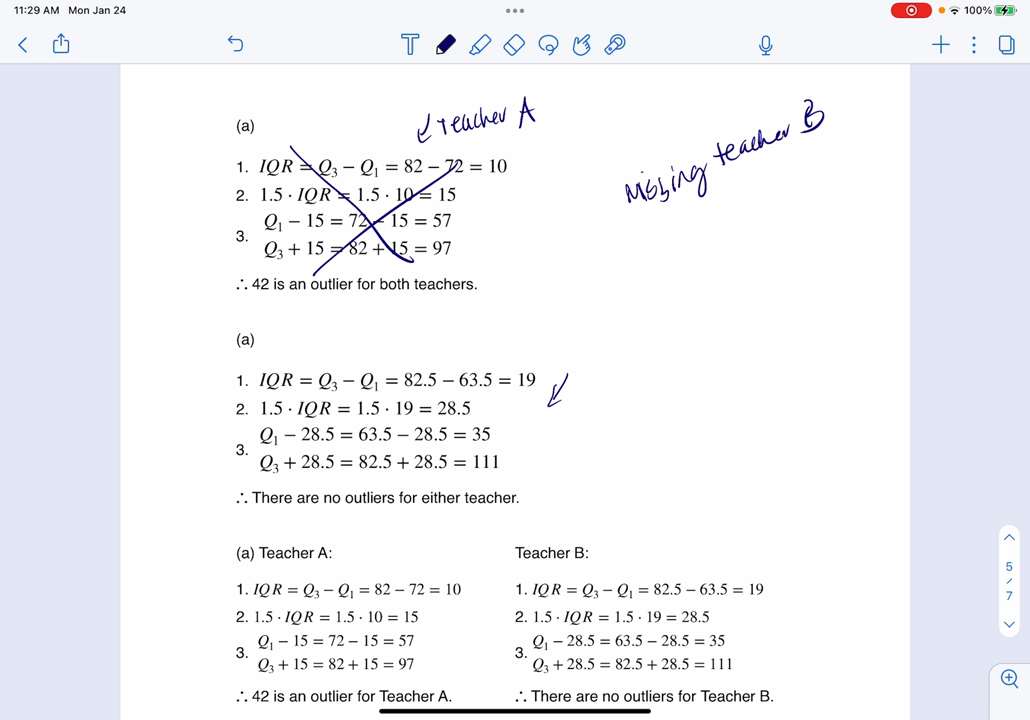 11:29 AM Mon Jan 24
100%
T
(a)
↙ teacher A
missing teacher B
1. IQR = Q₃ − Q₁ = 82 − 72 = 10
2. 1.5 · IQR = 1.5 · 10 = 15
Q₁ − 15 = 72 − 15 = 57
3.
Q₃ + 15 = 82 + 15 = 97
∴ 42 is an outlier for both teachers.
(a)
1. IQR = Q₃ − Q₁ = 82.5 − 63.5 = 19
2. 1.5 · IQR = 1.5 · 19 = 28.5
Q₁ − 28.5 = 63.5 − 28.5 = 35
3.
Q₃ + 28.5 = 82.5 + 28.5 = 111
∴ There are no outliers for either teacher.
(a) Teacher A:
1. IQR = Q₃ − Q₁ = 82 − 72 = 10
2. 1.5 · IQR = 1.5 · 10 = 15
Q₁ − 15 = 72 − 15 = 57
3.
Q₃ + 15 = 82 + 15 = 97
∴ 42 is an outlier for Teacher A.
Teacher B:
1. IQR = Q₃ − Q₁ = 82.5 − 63.5 = 19
2. 1.5 · IQR = 1.5 · 19 = 28.5
Q₁ − 28.5 = 63.5 − 28.5 = 35
3.
Q₃ + 28.5 = 82.5 + 28.5 = 111
∴ There are no outliers for Teacher B.
5
/
7